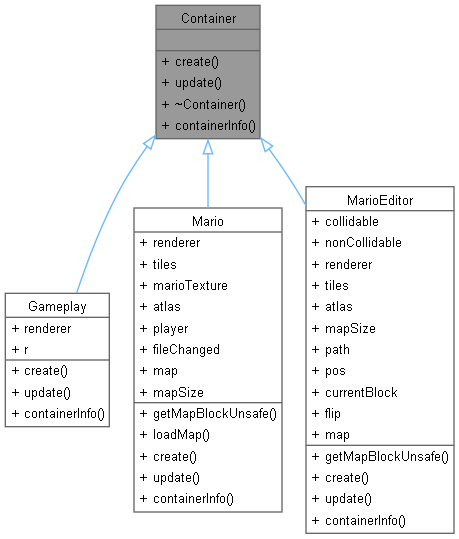 Container
+ create()
+ update()
+ ~Container()
+ containerInfo()
Gameplay
+ renderer
+ r
+ create()
+ update()
+ containerInfo()
Mario
+ renderer
+ tiles
+ marioTexture
+ atlas
+ player
+ fileChanged
+ map
+ mapSize
+ getMapBlockUnsafe()
+ loadMap()
+ create()
+ update()
+ containerInfo()
MarioEditor
+ collidable
+ nonCollidable
+ renderer
+ tiles
+ atlas
+ mapSize
+ path
+ pos
+ currentBlock
+ flip
+ map
+ getMapBlockUnsafe()
+ create()
+ update()
+ containerInfo()